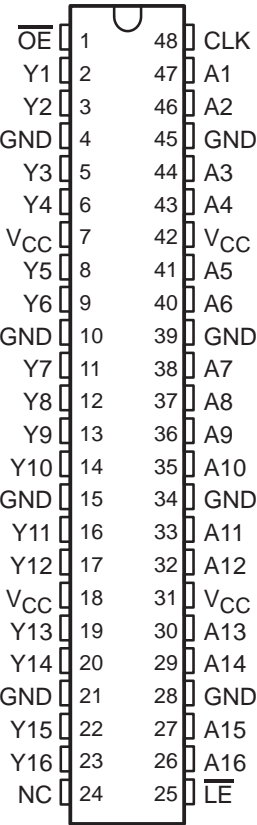 O̅E̅ 1 48 CLK
Y1 2 47 A1
Y2 3 46 A2
GND 4 45 GND
Y3 5 44 A3
Y4 6 43 A4
VCC 7 42 VCC
Y5 8 41 A5
Y6 9 40 A6
GND 10 39 GND
Y7 11 38 A7
Y8 12 37 A8
Y9 13 36 A9
Y10 14 35 A10
GND 15 34 GND
Y11 16 33 A11
Y12 17 32 A12
VCC 18 31 VCC
Y13 19 30 A13
Y14 20 29 A14
GND 21 28 GND
Y15 22 27 A15
Y16 23 26 A16
NC 24 25 L̅E̅